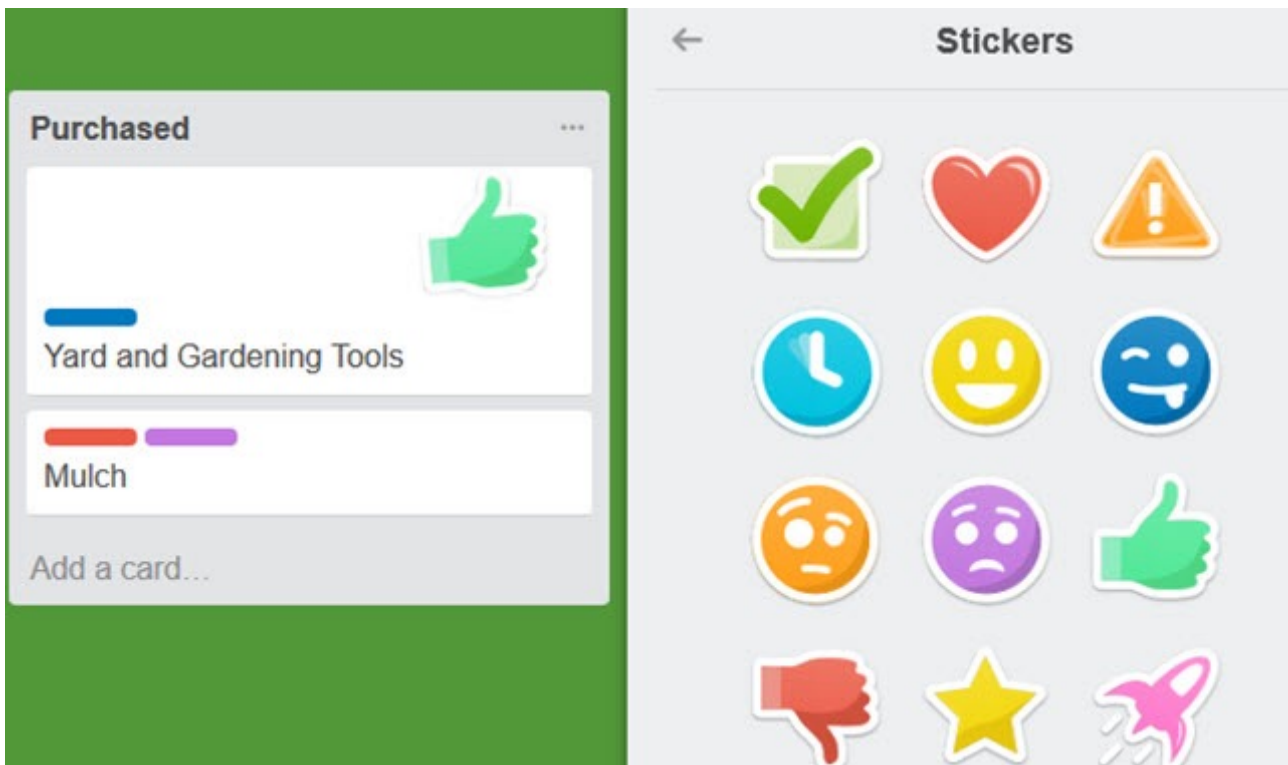 Purchased
Yard and Gardening Tools
Mulch
Add a card...
Stickers